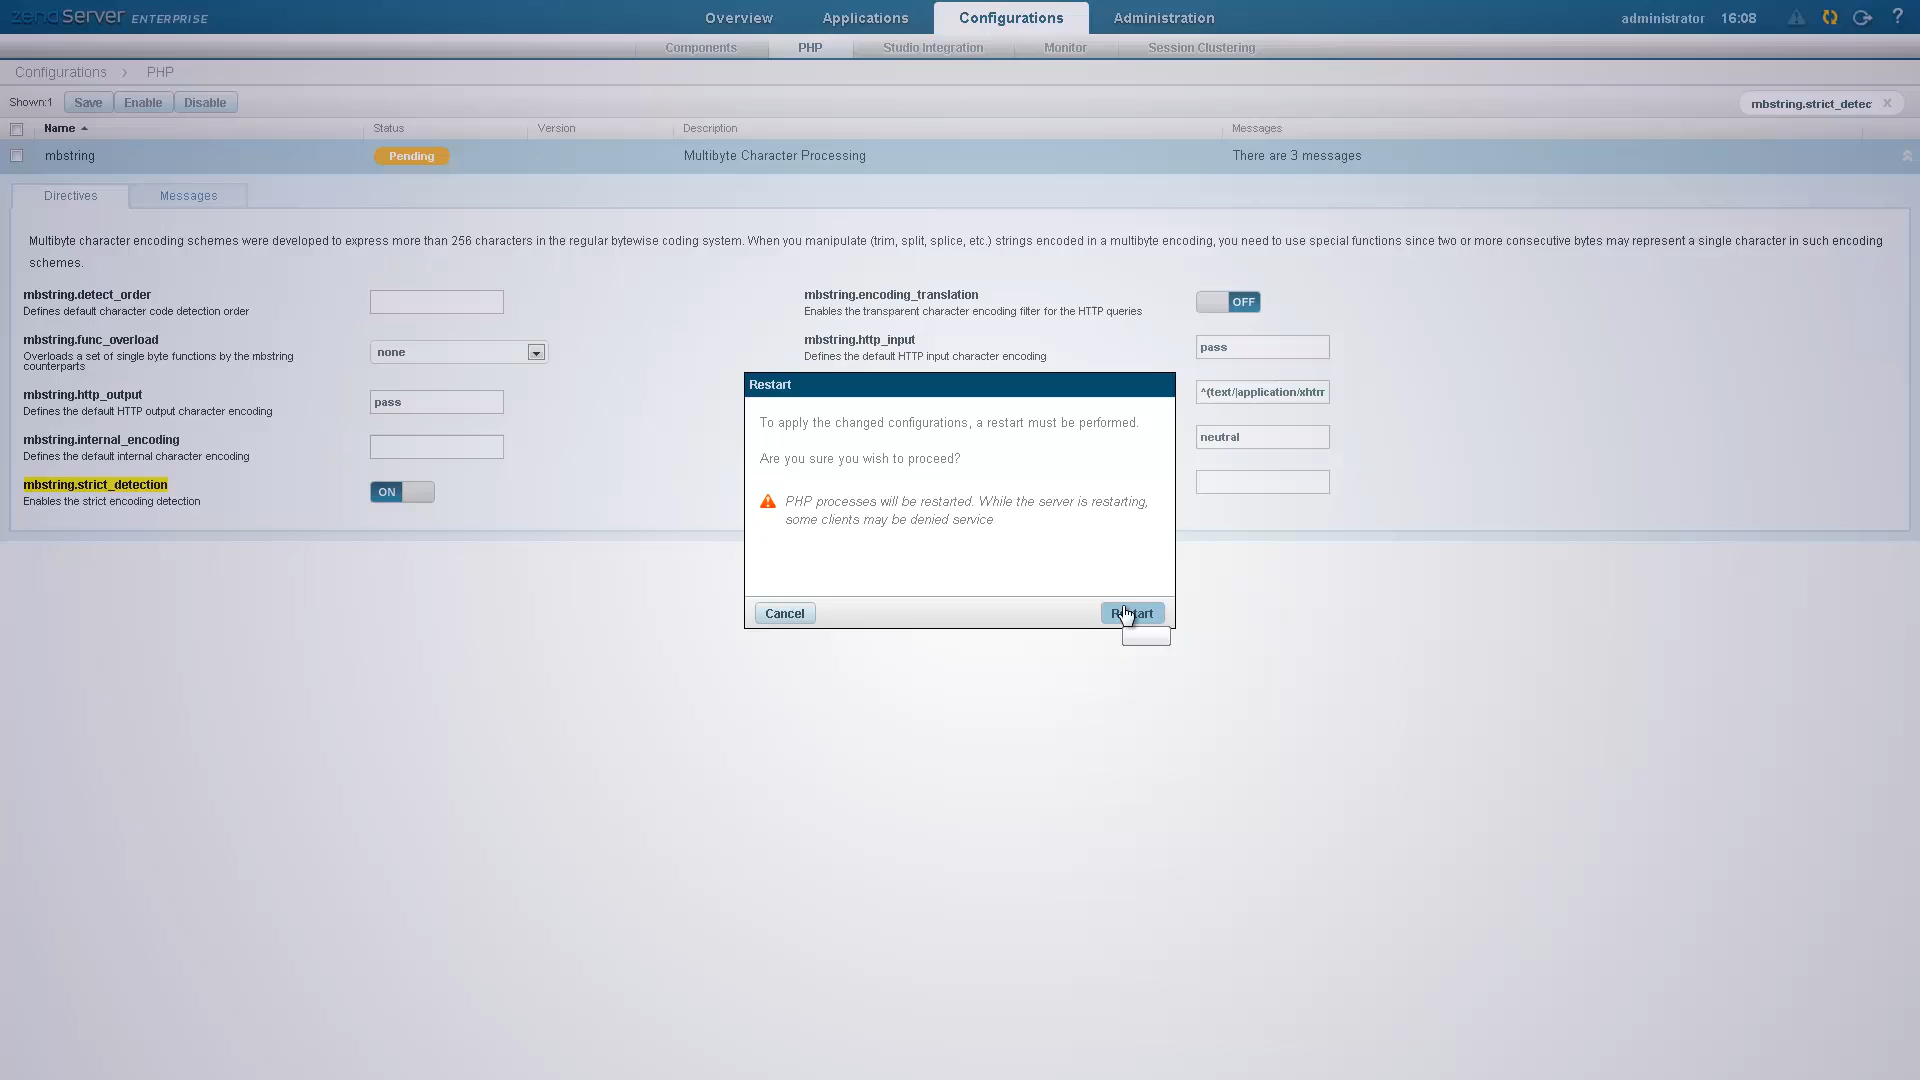 zendServer ENTERPRISE
Overview Applications Configurations Administration
administrator 16:08 ?
Components PHP Studio Integration Monitor Session Clustering
Configurations > PHP
Shown:1 Save Enable Disable
mbstring.strict_detec x
Name Status Version Description Messages
mbstring Pending Multibyte Character Processing There are 3 messages
Directives Messages
Multibyte character encoding schemes were developed to express more than 256 characters in the regular bytewise coding system. When you manipulate (trim, split, splice, etc.) strings encoded in a multibyte encoding, you need to use special functions since two or more consecutive bytes may represent a single character in such encoding
schemes.
mbstring.detect_order
Defines default character code detection order
mbstring.encoding_translation
Enables the transparent character encoding filter for the HTTP queries
OFF
mbstring.func_overload
Overloads a set of single byte functions by the mbstring
counterparts
none
mbstring.http_input
Defines the default HTTP input character encoding
pass
mbstring.http_output
Defines the default HTTP output character encoding
pass
^(text/|application/xhtm
mbstring.internal_encoding
Defines the default internal character encoding
neutral
mbstring.strict_detection
Enables the strict encoding detection
ON
Restart
To apply the changed configurations, a restart must be performed.
Are you sure you wish to proceed?
PHP processes will be restarted. While the server is restarting,
some clients may be denied service
Cancel Restart